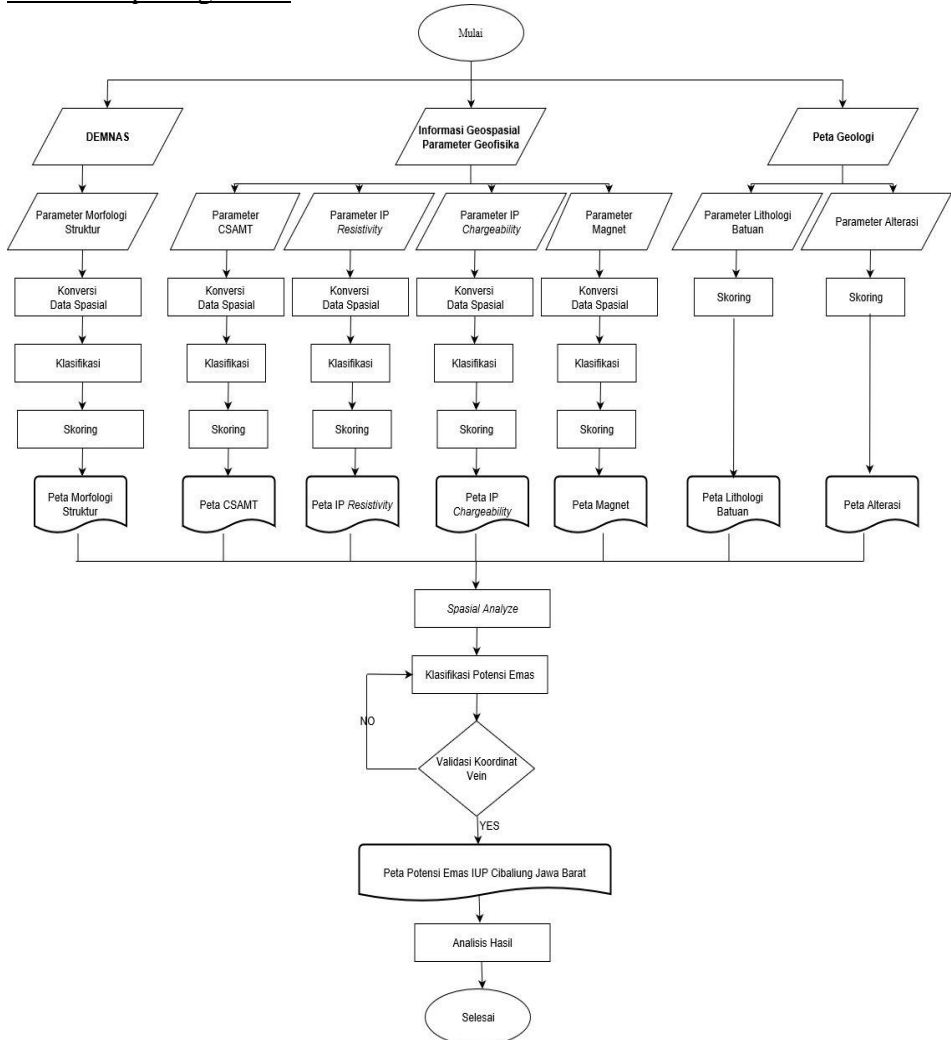 Mulai
DEMNAS
Informasi Geospasial
Parameter Geofisika
Peta Geologi
Parameter Morfologi
Struktur
Parameter
CSAMT
Parameter IP
Resistivity
Parameter IP
Chargeability
Parameter
Magnet
Parameter Lithologi
Batuan
Parameter Alterasi
Konversi
Data Spasial
Konversi
Data Spasial
Konversi
Data Spasial
Konversi
Data Spasial
Konversi
Data Spasial
Skoring
Skoring
Klasifikasi
Klasifikasi
Klasifikasi
Klasifikasi
Klasifikasi
Skoring
Skoring
Skoring
Skoring
Skoring
Peta Morfologi
Struktur
Peta CSAMT
Peta IP Resistivity
Peta IP
Chargeability
Peta Magnet
Peta Lithologi
Batuan
Peta Alterasi
Spasial Analyze
Klasifikasi Potensi Emas
NO
Validasi Koordinat
Vein
YES
Peta Potensi Emas IUP Cibaliung Jawa Barat
Analisis Hasil
Selesai